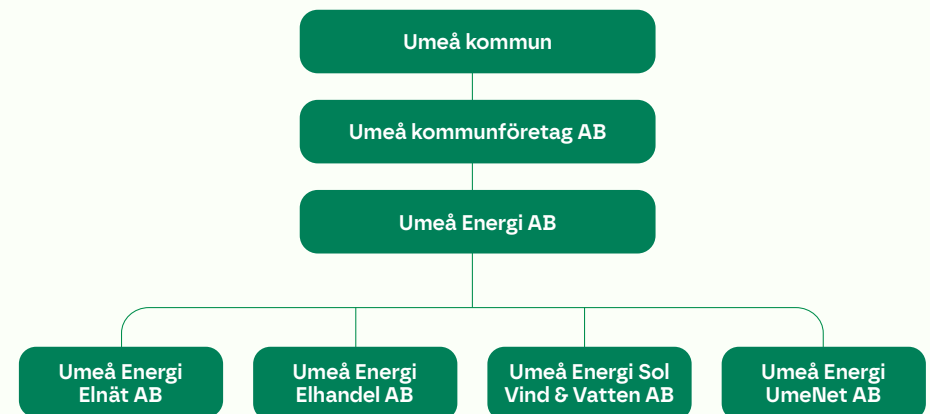 Umeå kommun
Umeå kommunföretag AB
Umeå Energi AB
Umeå Energi
Elnät AB
Umeå Energi
Elhandel AB
Umeå Energi Sol
Vind & Vatten AB
Umeå Energi
UmeNet AB